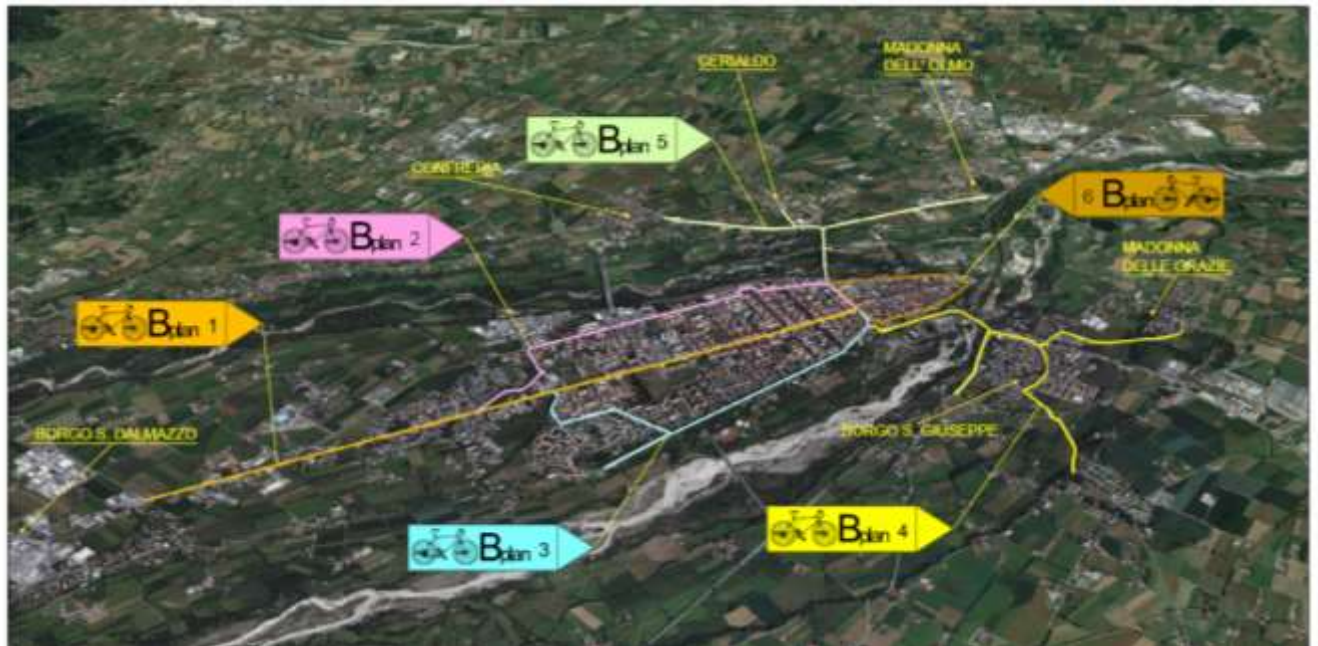 CERIALDO
MADONNA
DELL' OLMO
Bplan 5
CONFRERIA
6 Bplan
Bplan 2
MADONNA
DELLE GRAZIE
Bplan 1
BORGO S. DALMAZZO
BORGO S. GIUSEPPE
Bplan 3
Bplan 4